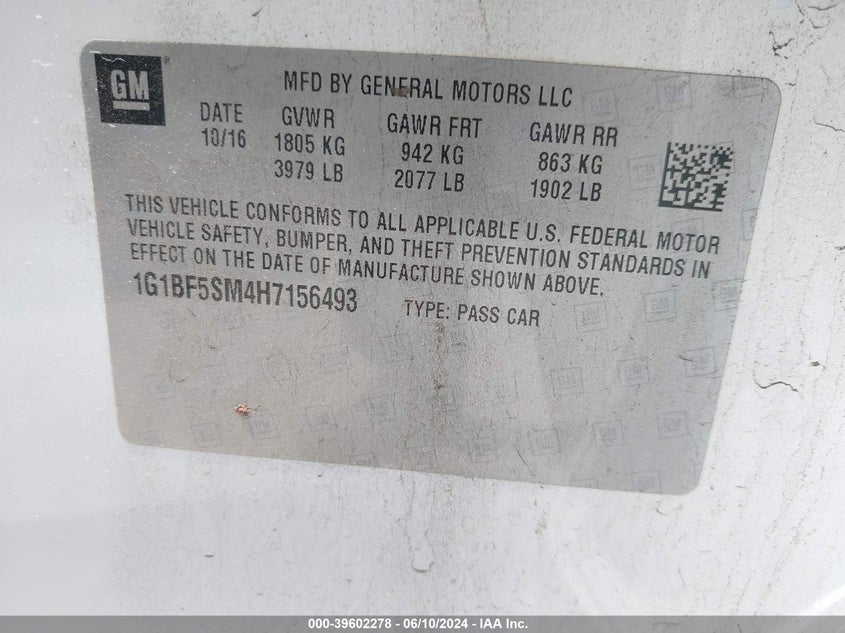 GM
MFD BY GENERAL MOTORS LLC
DATE GVWR GAWR FRT GAWR RR
10/16 1805 KG 942 KG 863 KG
3979 LB 2077 LB 1902 LB
THIS VEHICLE CONFORMS TO ALL APPLICABLE U.S. FEDERAL MOTOR
VEHICLE SAFETY, BUMPER, AND THEFT PREVENTION STANDARDS IN
EFFECT ON THE DATE OF MANUFACTURE SHOWN ABOVE.
1G1BF5SM4H7156493 TYPE: PASS CAR
000-39602278 - 06/10/2024 - IAA Inc.